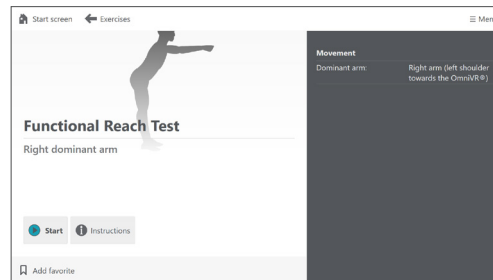 Start screen
Exercises
Men
Functional Reach Test
Right dominant arm
Start
Instructions
Add favorite
Movement
Dominant arm:
Right arm (left shoulder
towards the OmniVR®)